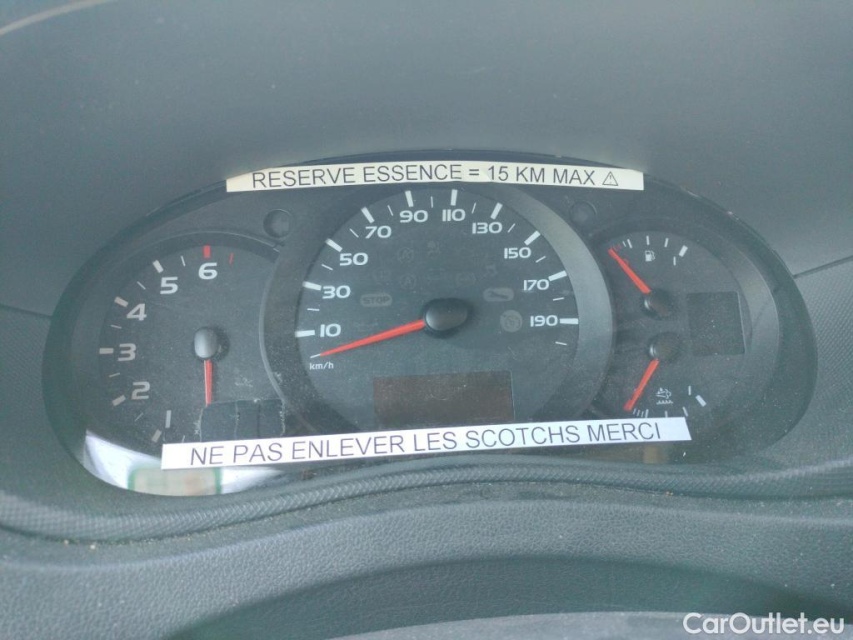 RESERVE ESSENCE = 15 KM MAX ⚠
90 110
70 130
6
5 50 150
4 30 STOP 170
3 10 190
km/h
2
1
NE PAS ENLEVER LES SCOTCHS MERCI
CarOutlet.eu